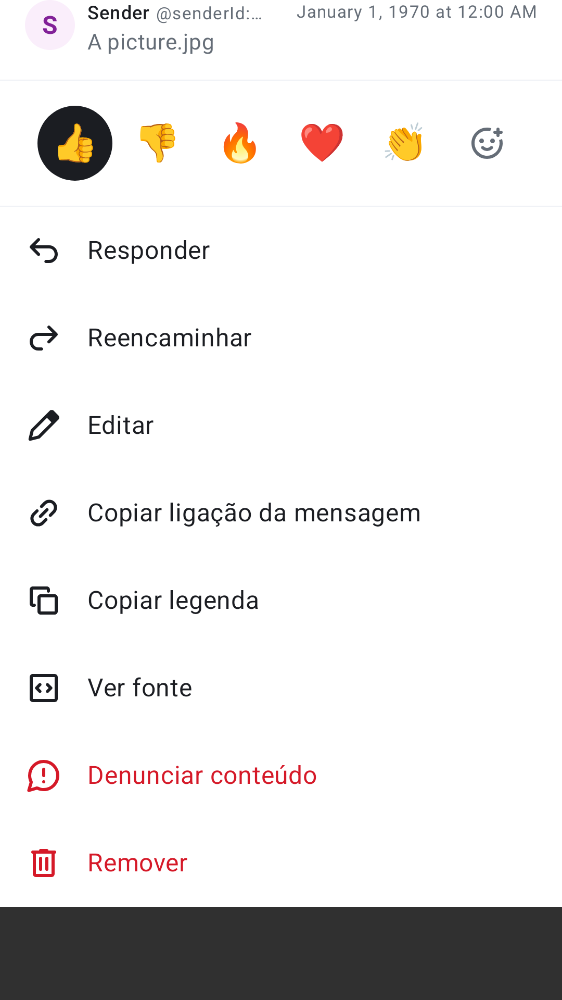 S
Sender @senderId:… January 1, 1970 at 12:00 AM
A picture.jpg
Responder
Reencaminhar
Editar
Copiar ligação da mensagem
Copiar legenda
Ver fonte
Denunciar conteúdo
Remover